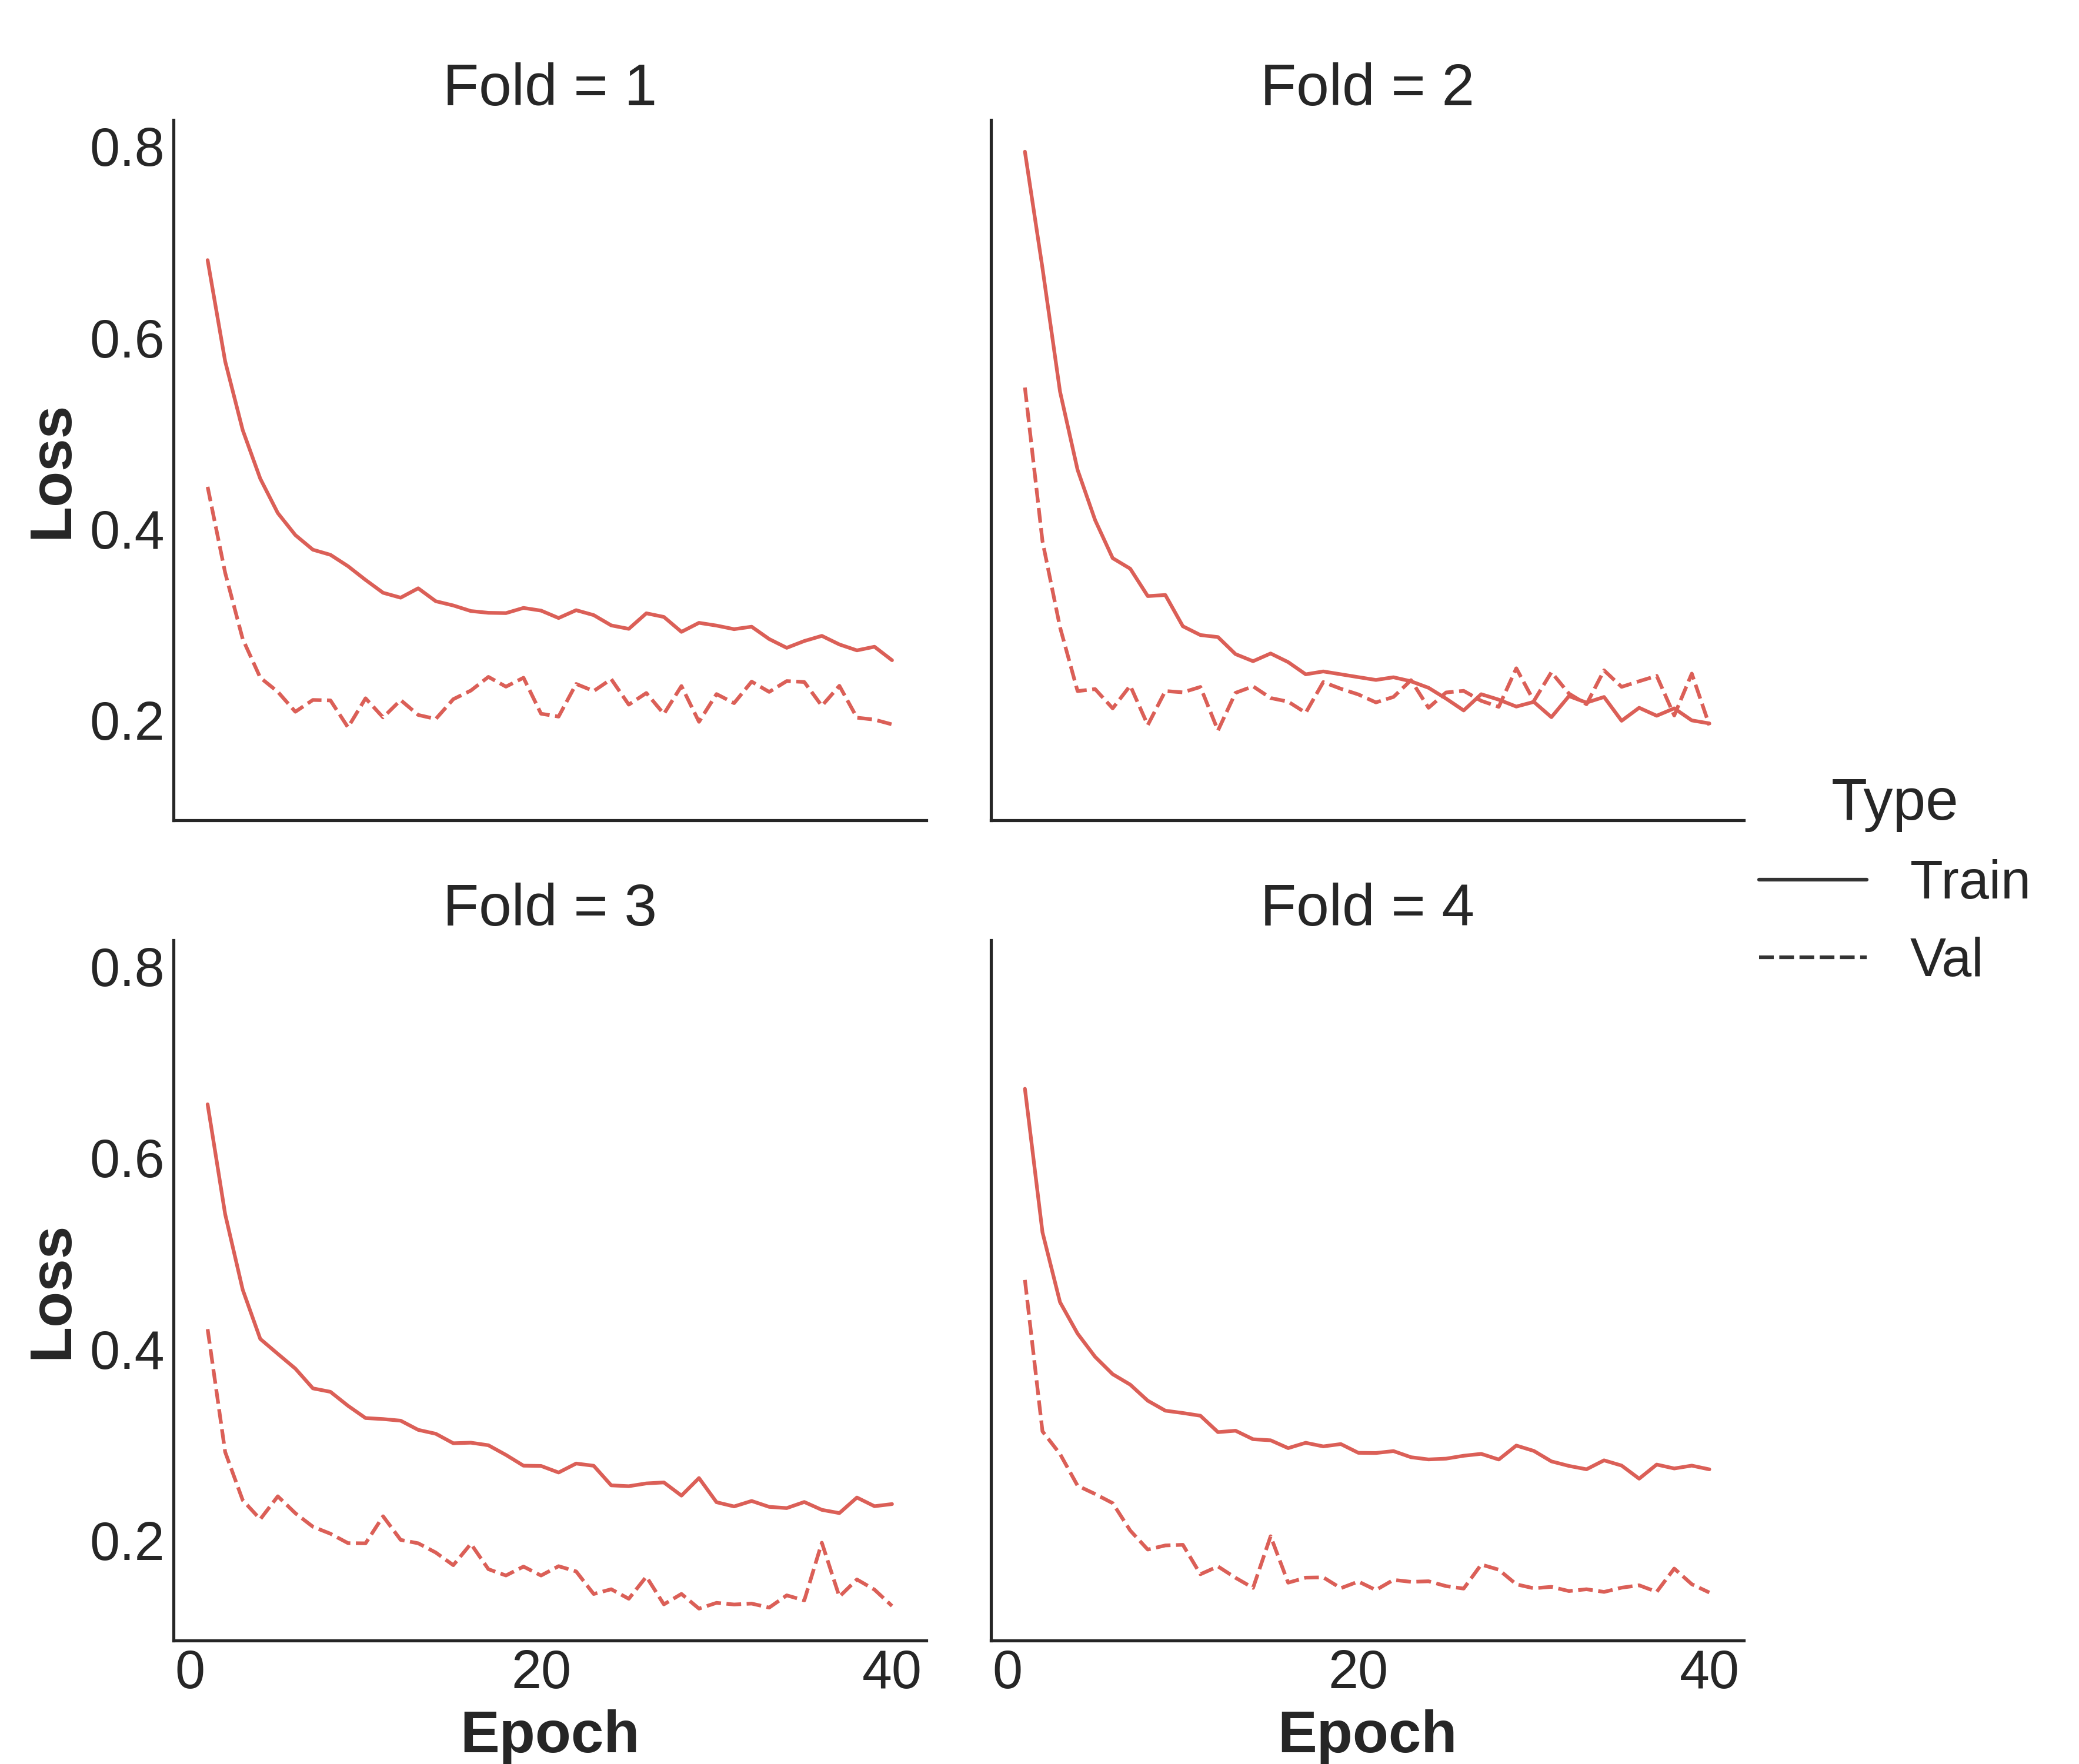 Fold = 1
Fold = 2
0.8
0.6
0.4
0.2
Loss
Type
Train
Val
Fold = 3
Fold = 4
0.8
0.6
0.4
0.2
Loss
0
20
40
0
20
40
Epoch
Epoch